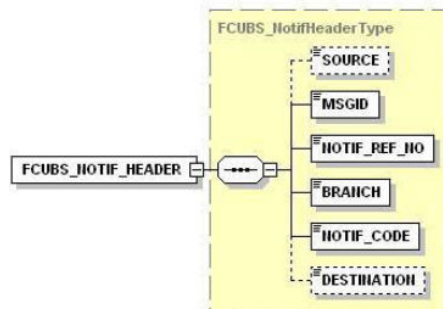 FCUBS_NotifHeaderType
SOURCE
MSGID
NOTIF_REF_NO
FCUBS_NOTIF_HEADER
BRANCH
NOTIF_CODE
DESTINATION